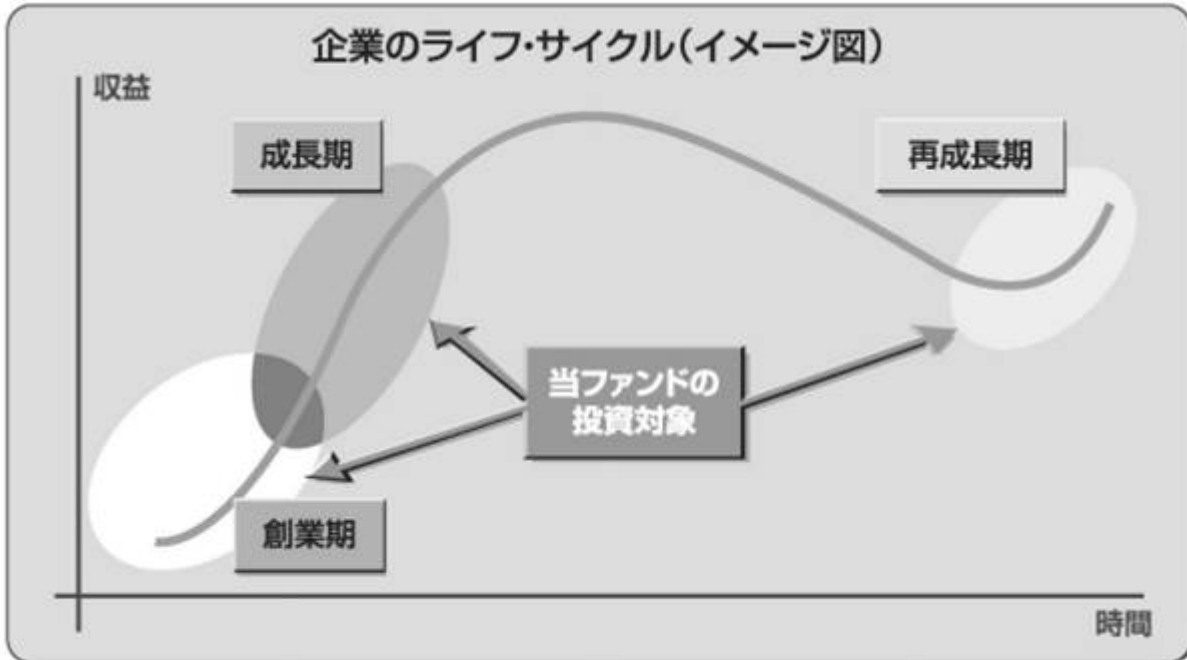 企業のライフ・サイクル(イメージ図)
収益
成長期
再成長期
当ファンドの
投資対象
創業期
時間